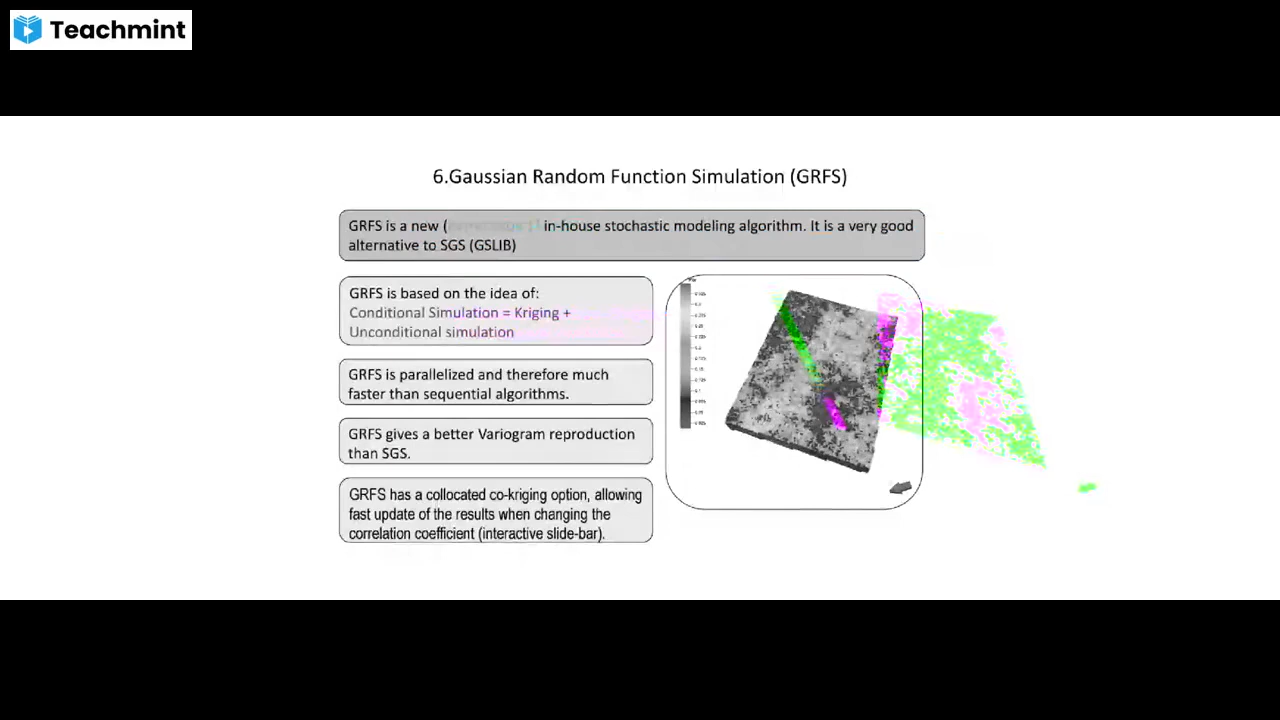 Teachmint
6.Gaussian Random Function Simulation (GRFS)
GRFS is a new ( in-house stochastic modeling algorithm. It is a very good
alternative to SGS (GSLIB)
GRFS is based on the idea of:
Conditional Simulation = Kriging +
Unconditional simulation
GRFS is parallelized and therefore much
faster than sequential algorithms.
GRFS gives a better Variogram reproduction
than SGS.
GRFS has a collocated co-kriging option, allowing
fast update of the results when changing the
correlation coefficient (interactive slide-bar).